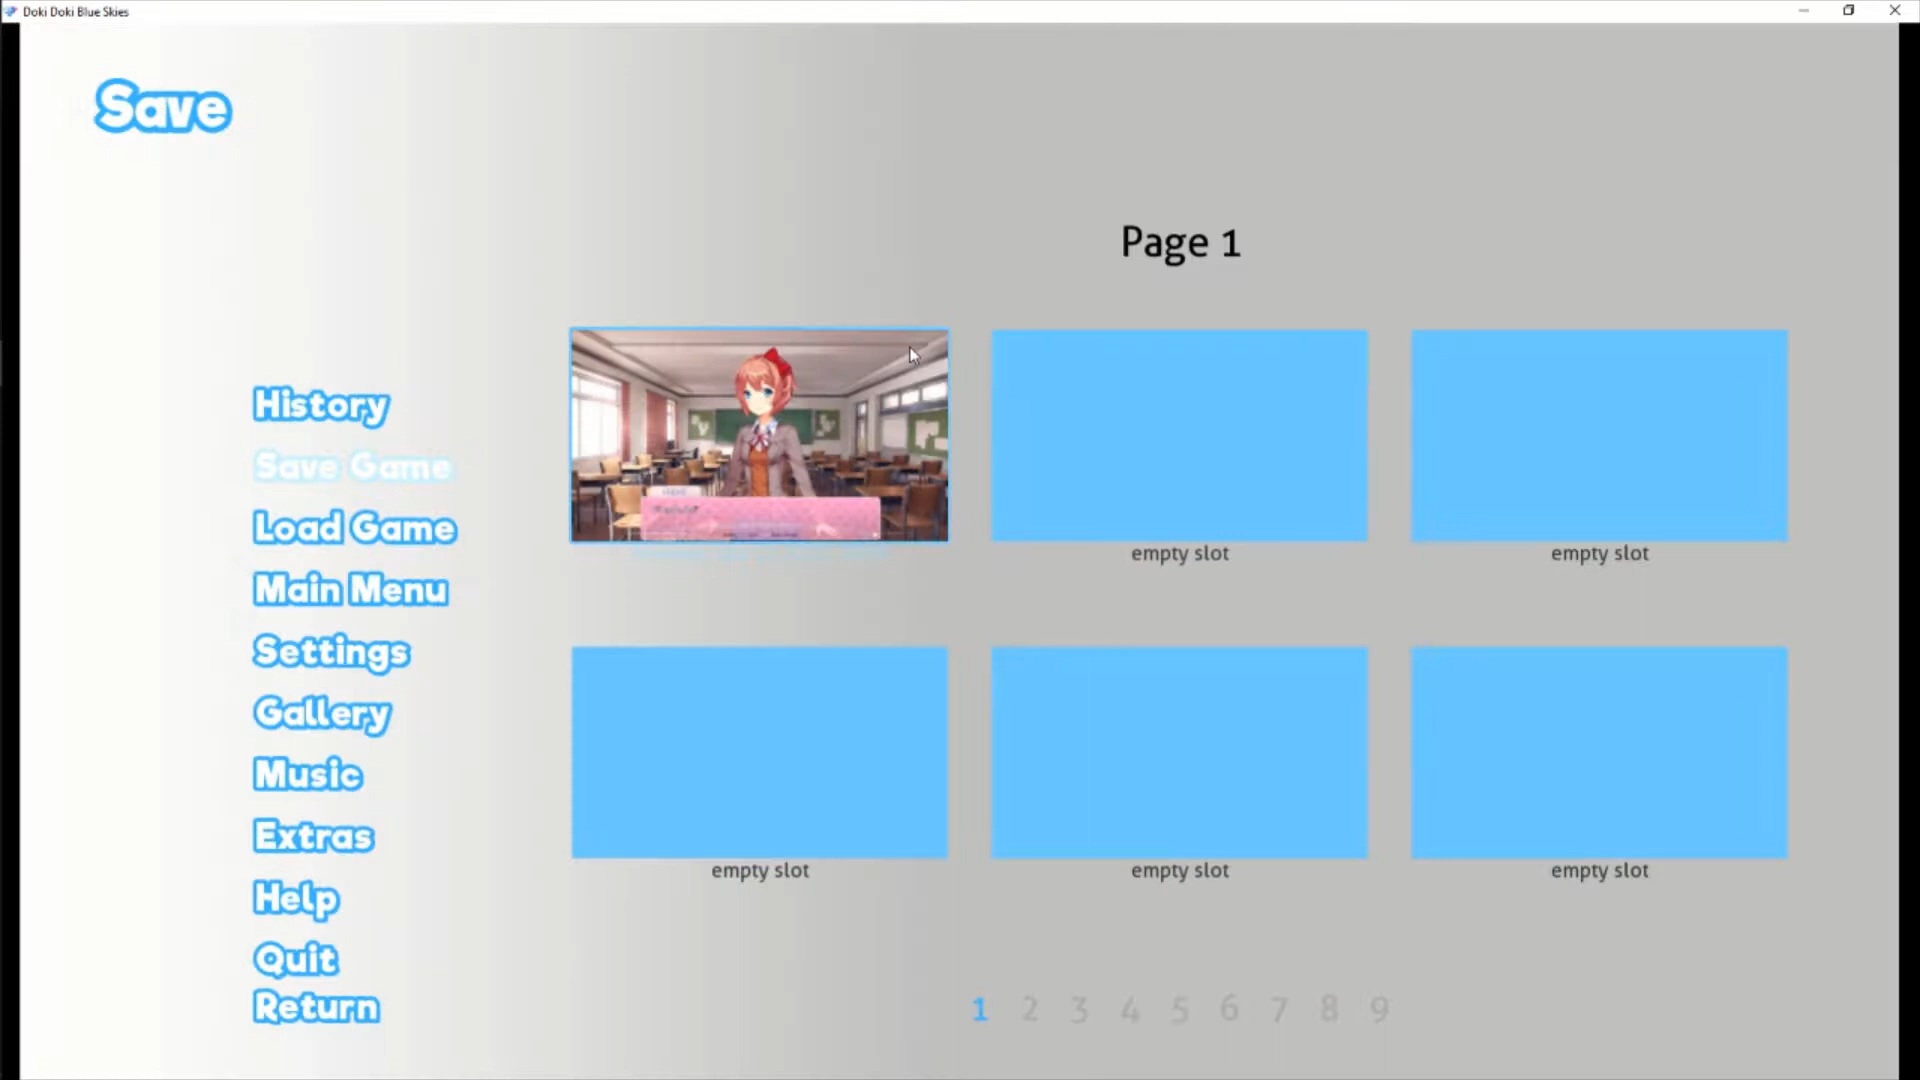 Doki Doki Blue Skies
Save
Page 1
History
Save Game
Load Game
Main Menu
Settings
Gallery
Music
Extras
Help
Quit
Return
empty slot
empty slot
empty slot
empty slot
empty slot
1 2 3 4 5 6 7 8 9